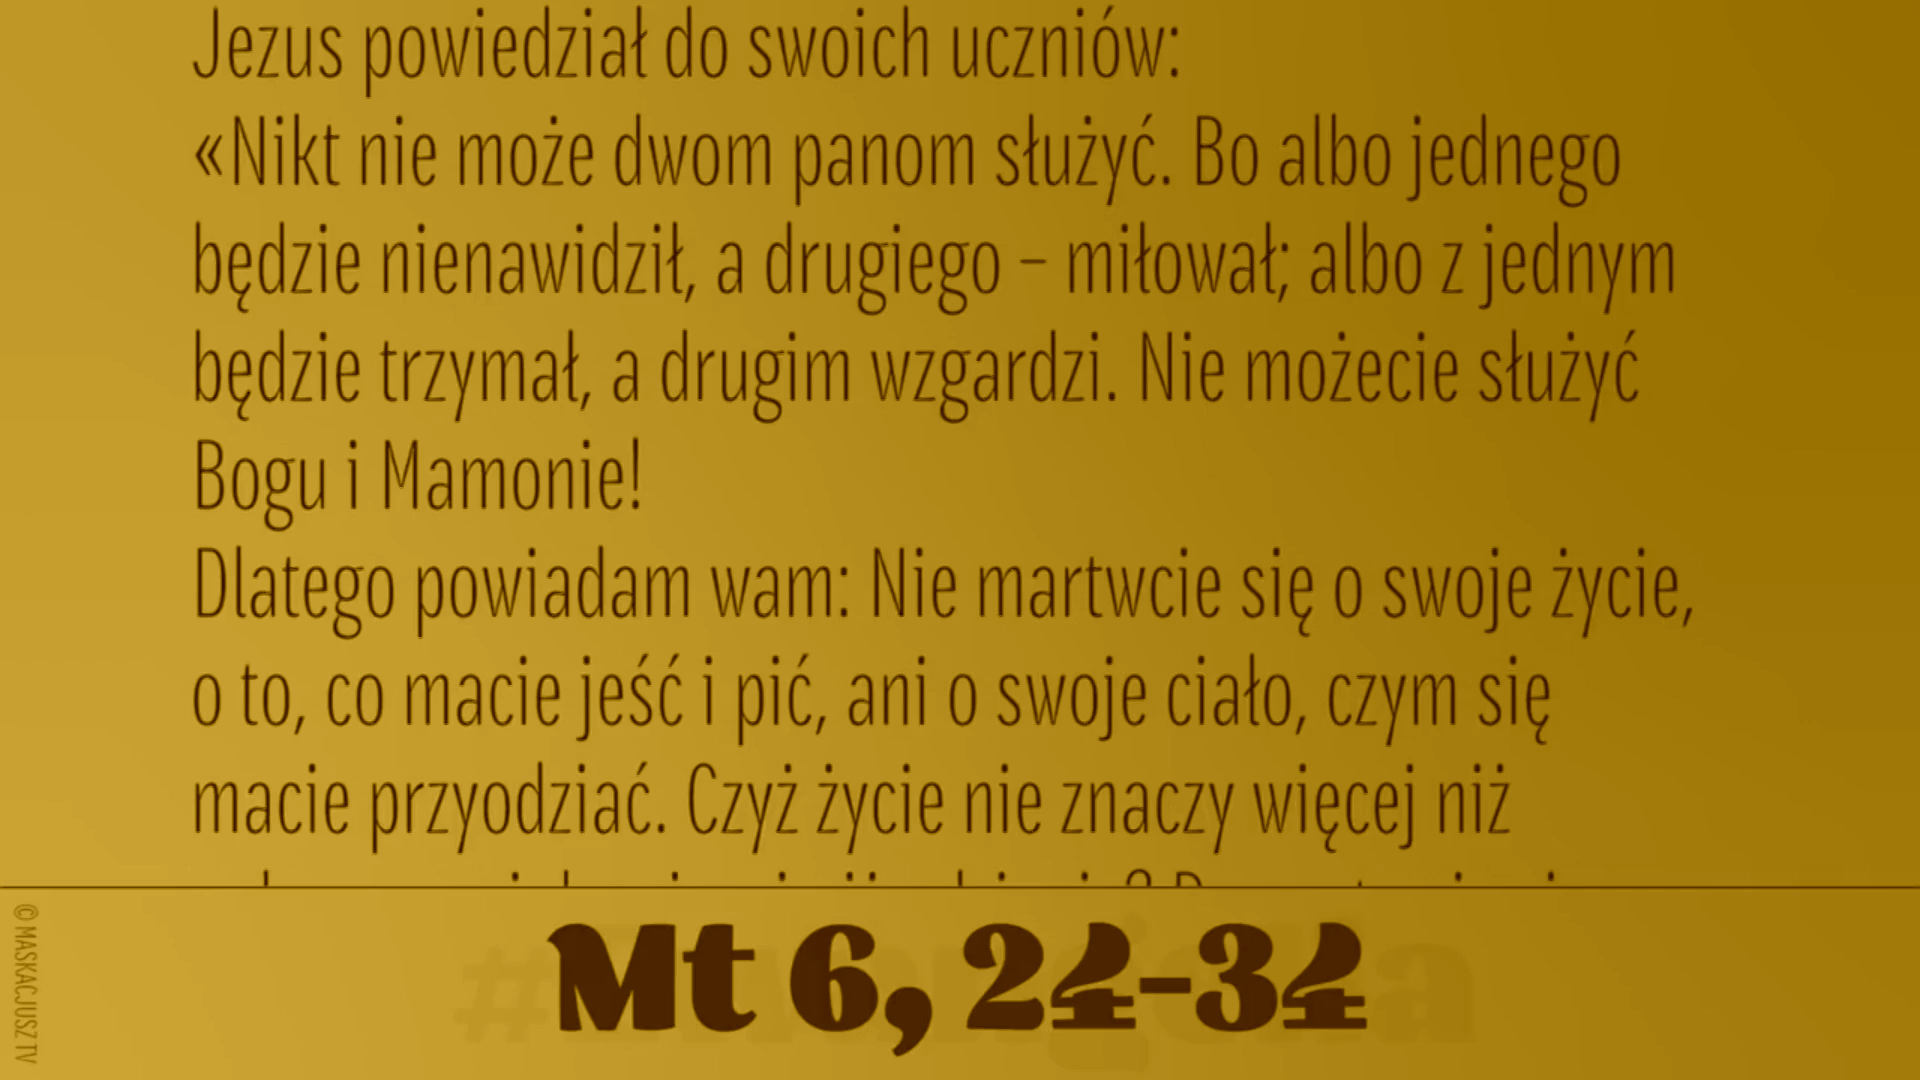 Jezus powiedział do swoich uczniów:
«Nikt nie może dwom panom służyć. Bo albo jednego
będzie nienawidził, a drugiego – miłował; albo z jednym
będzie trzymał, a drugim wzgardzi. Nie możecie służyć
Bogu i Mamonie!
Dlatego powiadam wam: Nie martwcie się o swoje życie,
o to, co macie jeść i pić, ani o swoje ciało, czym się
macie przyodziać. Czyż życie nie znaczy więcej niż
Mt 6, 24-34
© MASKACJUSZ TV